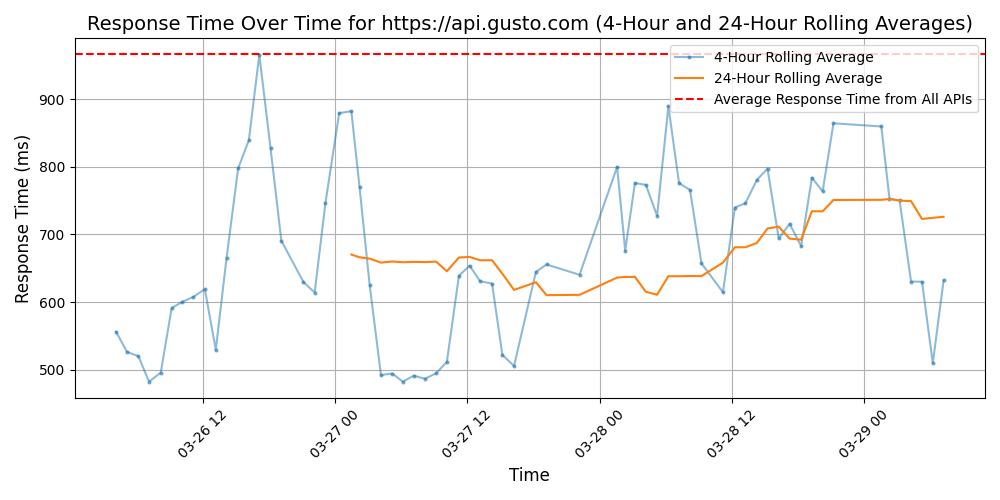 Response Time Over Time for https://api.gusto.com (4-Hour and 24-Hour Rolling Averages)
4-Hour Rolling Average
24-Hour Rolling Average
Average Response Time from All APIs
Response Time (ms)
900
800
700
600
500
03-26 12
03-27 00
03-27 12
03-28 00
03-28 12
03-29 00
Time